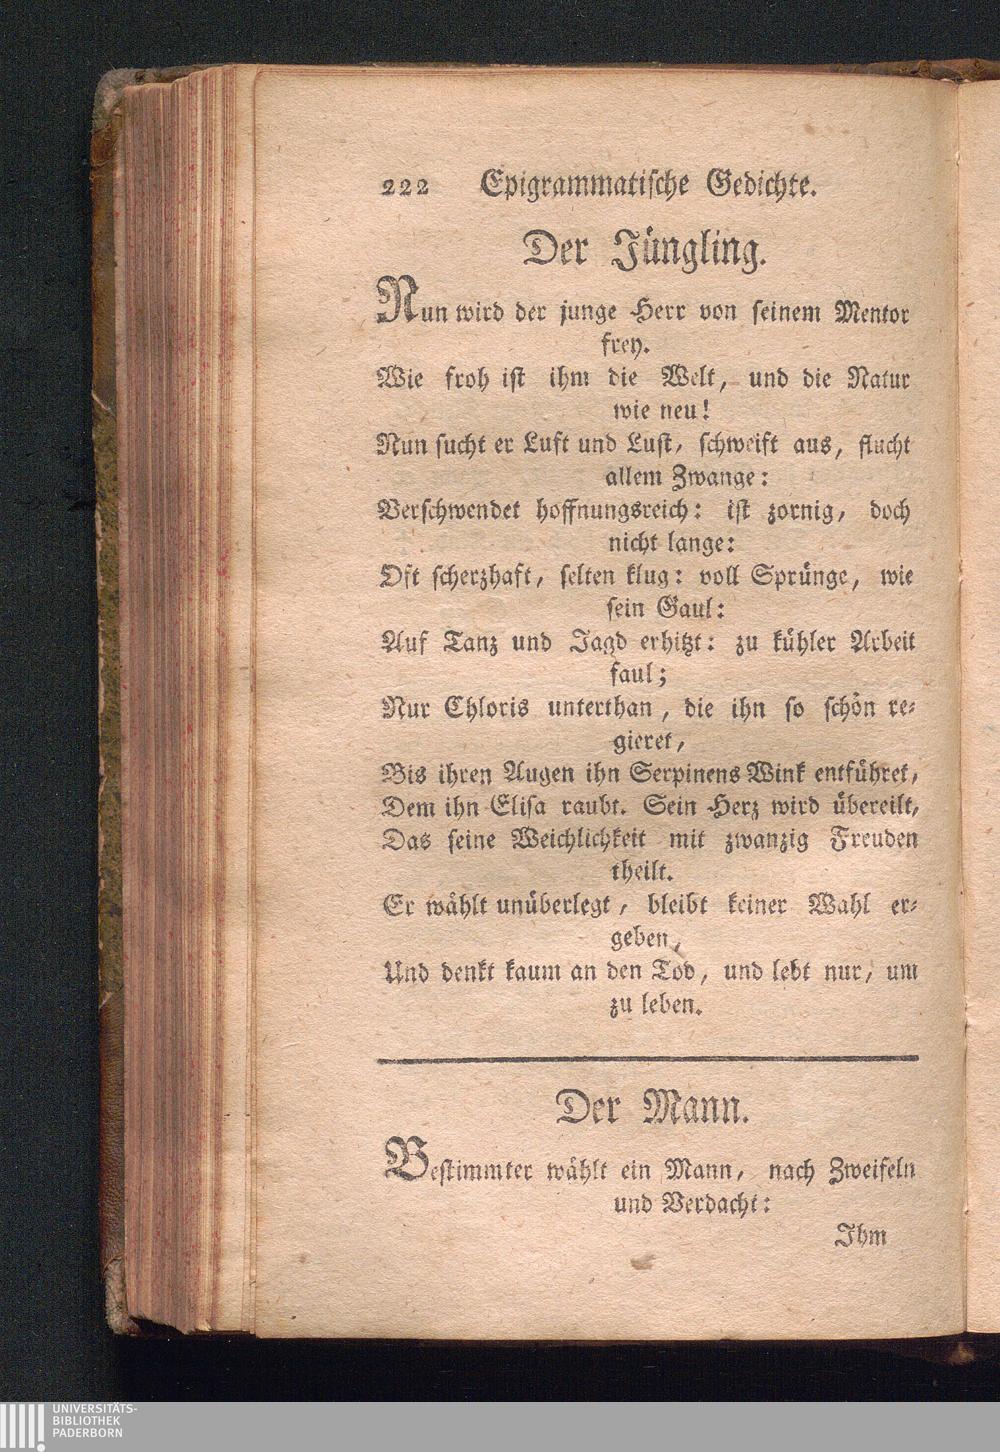 222 Epigrammatische Gedichte.
Der Jüngling.
Nun wird der junge Herr von seinem Mentor
frey.
Wie froh ist ihm die Welt, und die Natur
wie neu!
Nun sucht er Luft und Lust, schweift aus, flucht
allem Zwange:
Verschwendet hoffnungsreich: ist zornig, doch
nicht lange:
Oft scherzhaft, selten klug: voll Sprünge, wie
sein Gaul:
Auf Tanz und Jagd erhitzt: zu kühler Arbeit
faul;
Nur Chloris unterthan, die ihn so schön re-
gieret,
Bis ihren Augen ihn Serpinens Wink entführet,
Dem ihn Elisa raubt. Sein Herz wird übereilt,
Das seine Weichlichkeit mit zwanzig Freuden
theilt.
Er wählt unüberlegt, bleibt keiner Wahl er-
geben,
Und denkt kaum an den Tod, und lebt nur, um
zu leben.
Der Mann.
Bestimmter wählt ein Mann, nach Zweifeln
und Verdacht:
Ihm
UNIVERSITÄTS-
BIBLIOTHEK
PADERBORN